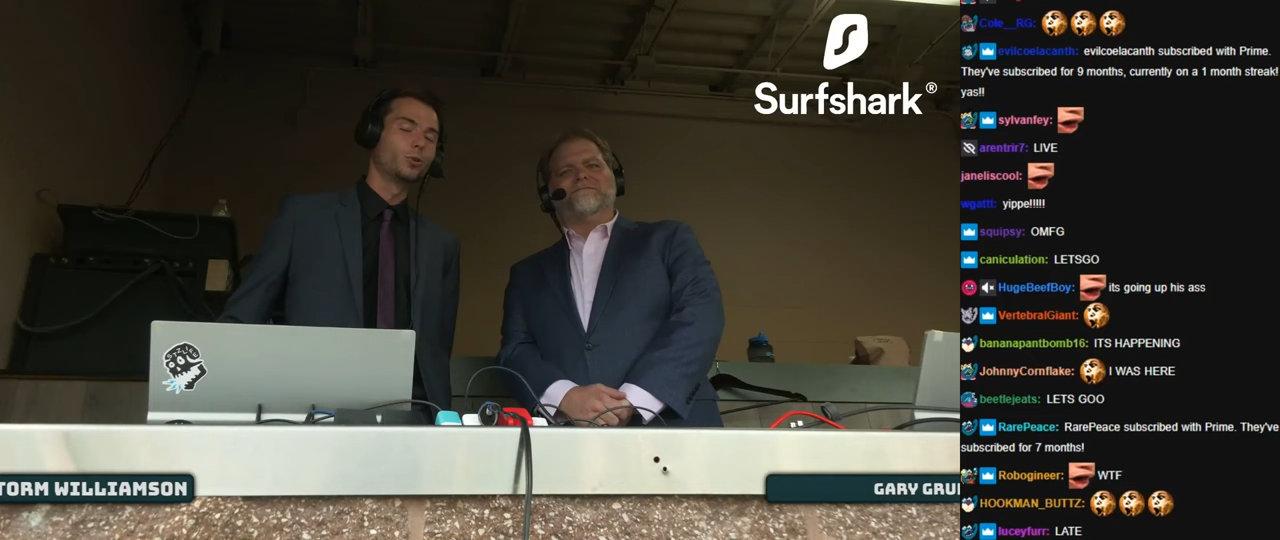 Surfshark®
TORM WILLIAMSON
GARY GRU
Cole__RG:
evilcoelacanth: evilcoelacanth subscribed with Prime.
They've subscribed for 9 months, currently on a 1 month streak!
yas!!
sylvanfey:
arentrir7: LIVE
janeliscool:
wgattt: yippe!!!!!
squipsy: OMFG
caniculation: LETSGO
HugeBeefBoy: its going up his ass
VertebralGiant:
bananapantbomb16: ITS HAPPENING
JohnnyCornflake: I WAS HERE
beetlejeats: LETS GOO
RarePeace: RarePeace subscribed with Prime. They've
subscribed for 7 months!
Robogineer: WTF
HOOKMAN_BUTTZ:
luceyfurr: LATE